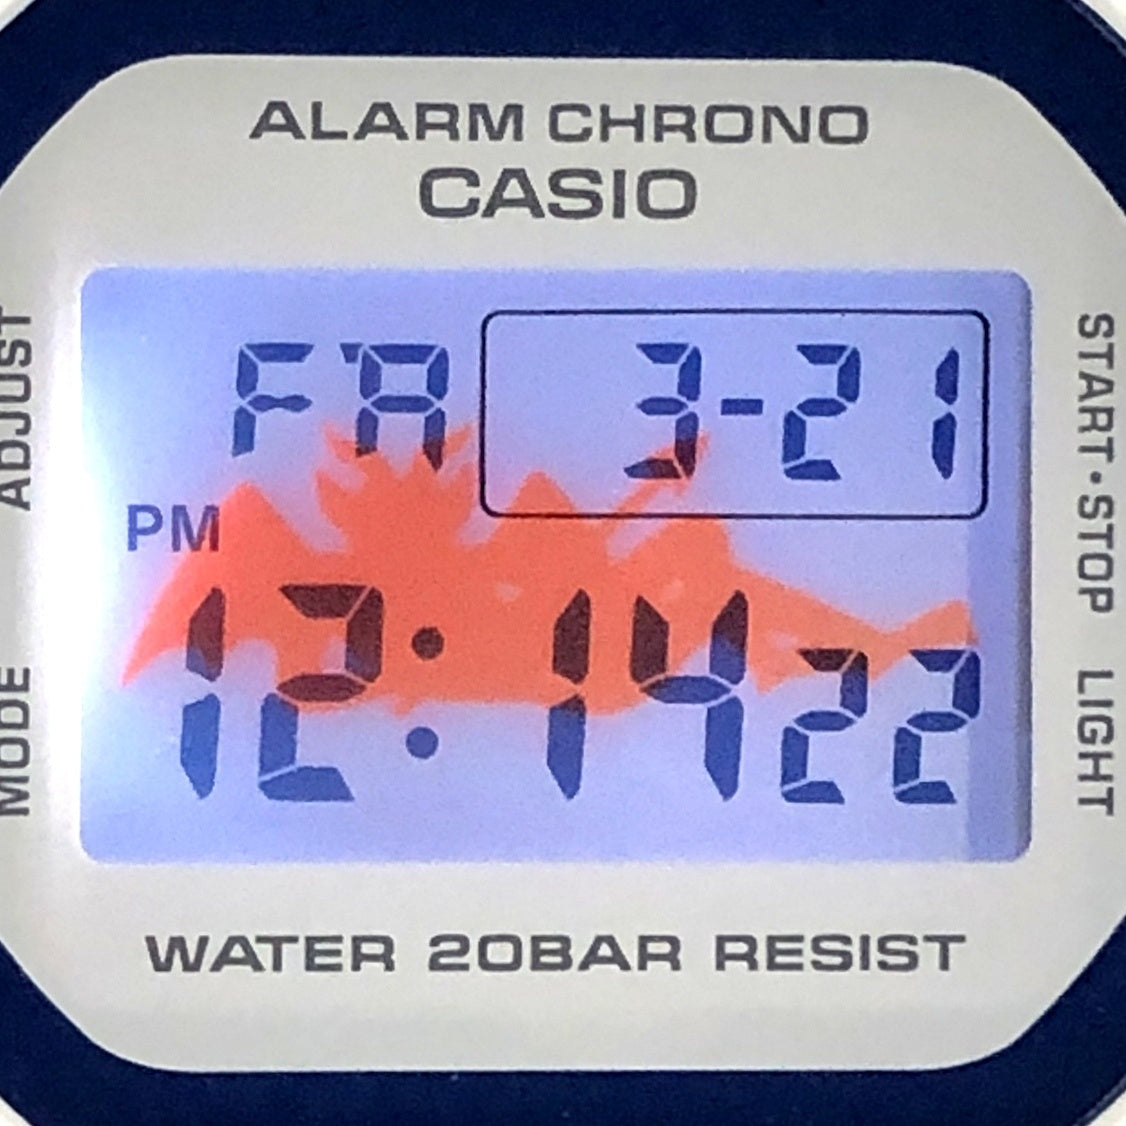 ALARM CHRONO
CASIO
ADJUST
MODE
FR 3-21
PM
12:14 22
START•STOP
LIGHT
WATER 20BAR RESIST